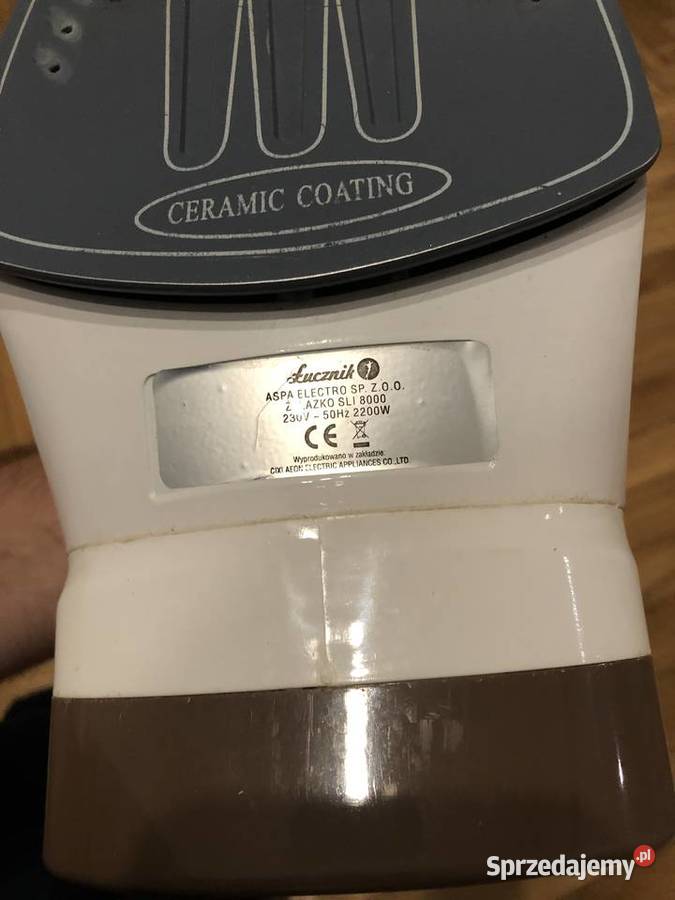 CERAMIC COATING
Łucznik
ASPA ELECTRO SP. Z.O.O.
SLI 8000
230V ~ 50Hz 2200W
CE
Wyprodukowano w zakładzie
CIXI AEON ELECTRIC APPLIANCES CO.,LTD.
Sprzedajemy.pl